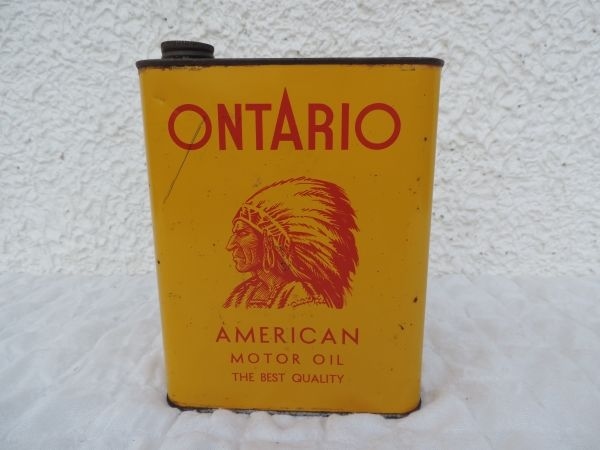 ONTARIO
AMERICAN
MOTOR OIL
THE BEST QUALITY